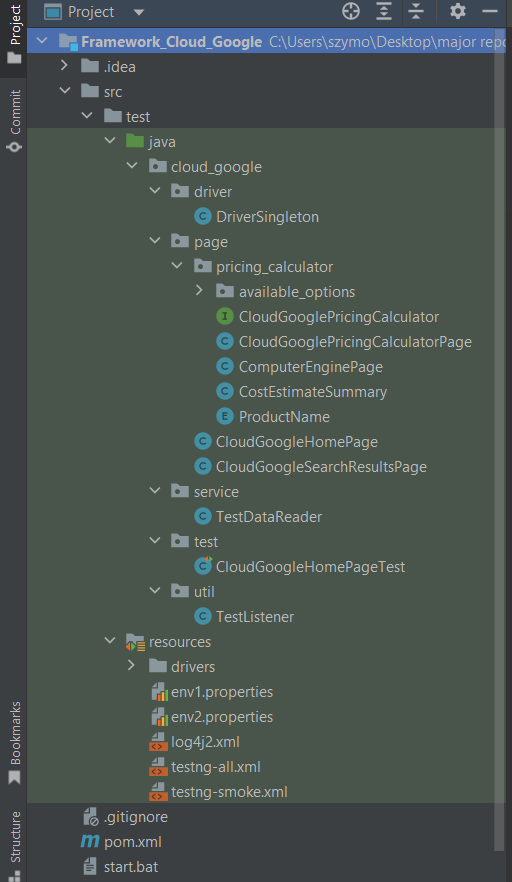 Project
Project
Commit
Framework_Cloud_Google C:\Users\szymo\Desktop\major repo
.idea
src
test
java
cloud_google
driver
C DriverSingleton
page
pricing_calculator
available_options
I CloudGooglePricingCalculator
C CloudGooglePricingCalculatorPage
C ComputerEnginePage
C CostEstimateSummary
E ProductName
C CloudGoogleHomePage
C CloudGoogleSearchResultsPage
service
C TestDataReader
test
C CloudGoogleHomePageTest
util
C TestListener
resources
drivers
env1.properties
env2.properties
log4j2.xml
testng-all.xml
testng-smoke.xml
.gitignore
m pom.xml
start.bat
Bookmarks
Structure